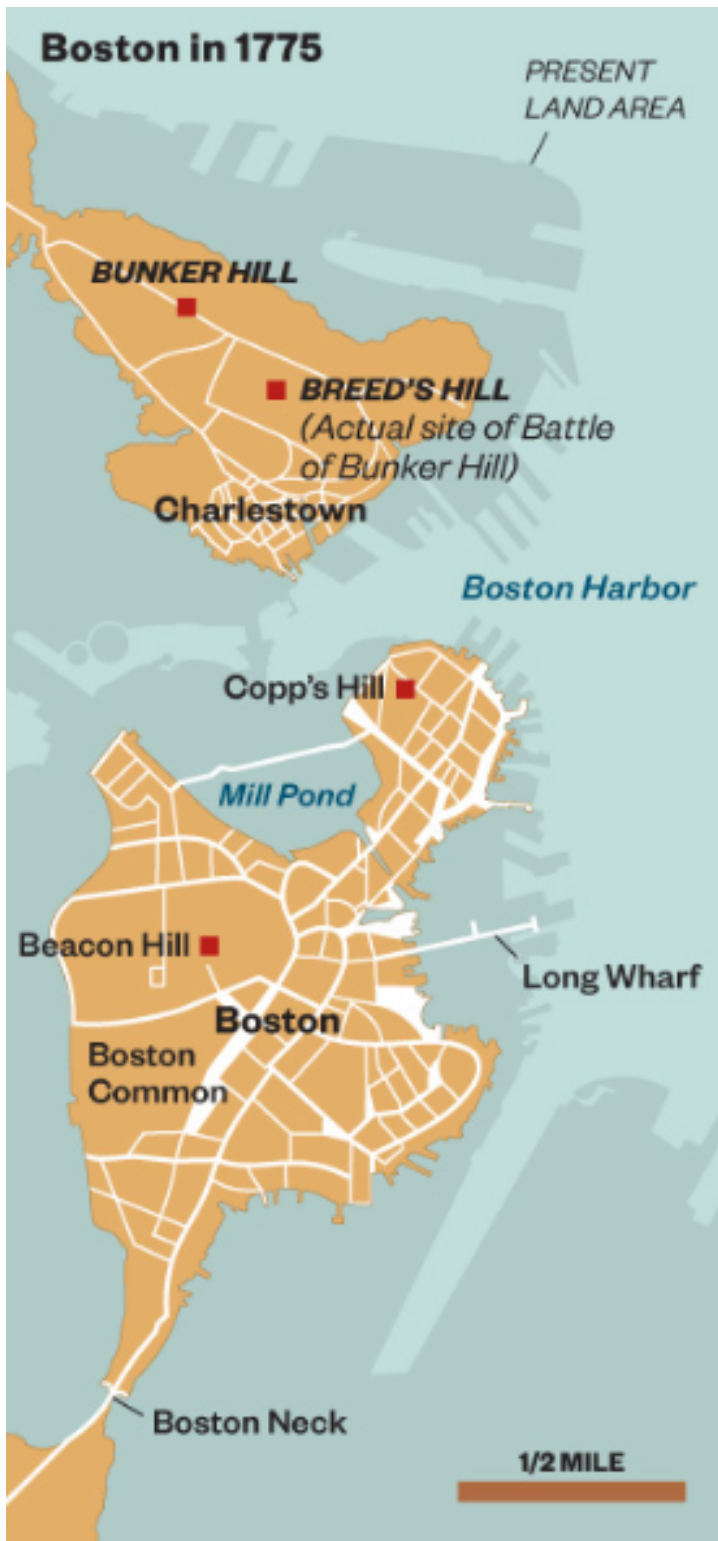 Boston in 1775
PRESENT
LAND AREA
BUNKER HILL
BREED'S HILL
(Actual site of Battle
of Bunker Hill)
Charlestown
Boston Harbor
Copp's Hill
Mill Pond
Beacon Hill
Long Wharf
Boston
Boston
Common
Boston Neck
1/2 MILE